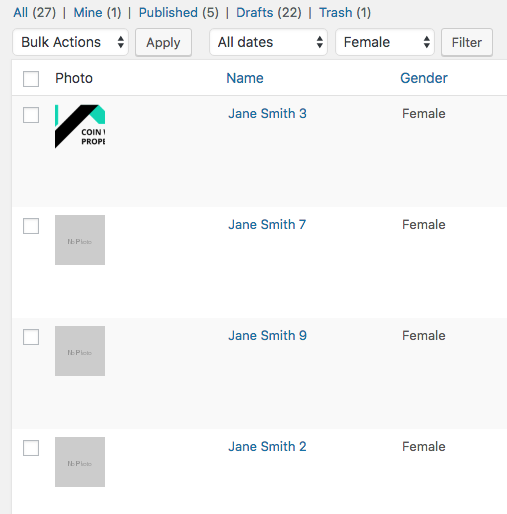 All (27) | Mine (1) | Published (5) | Drafts (22) | Trash (1)
Bulk Actions Apply All dates Female Filter
Photo Name Gender
Jane Smith 3 Female
COIN
PROPE
Jane Smith 7 Female
No Photo
Jane Smith 9 Female
No Photo
Jane Smith 2 Female
No Photo